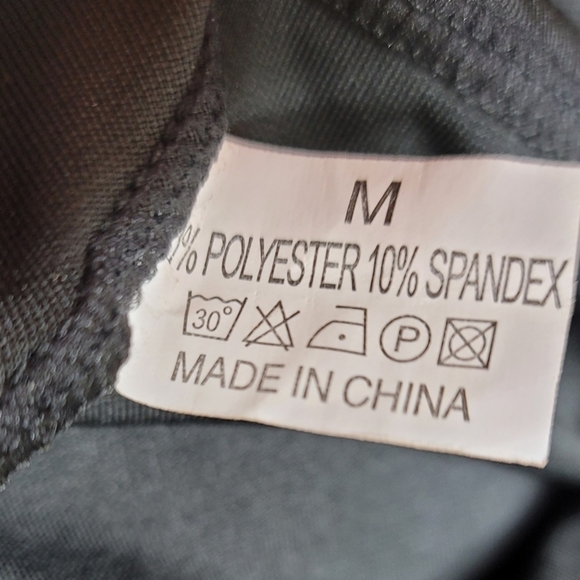 M
% POLYESTER 10% SPANDEX
30° P
MADE IN CHINA